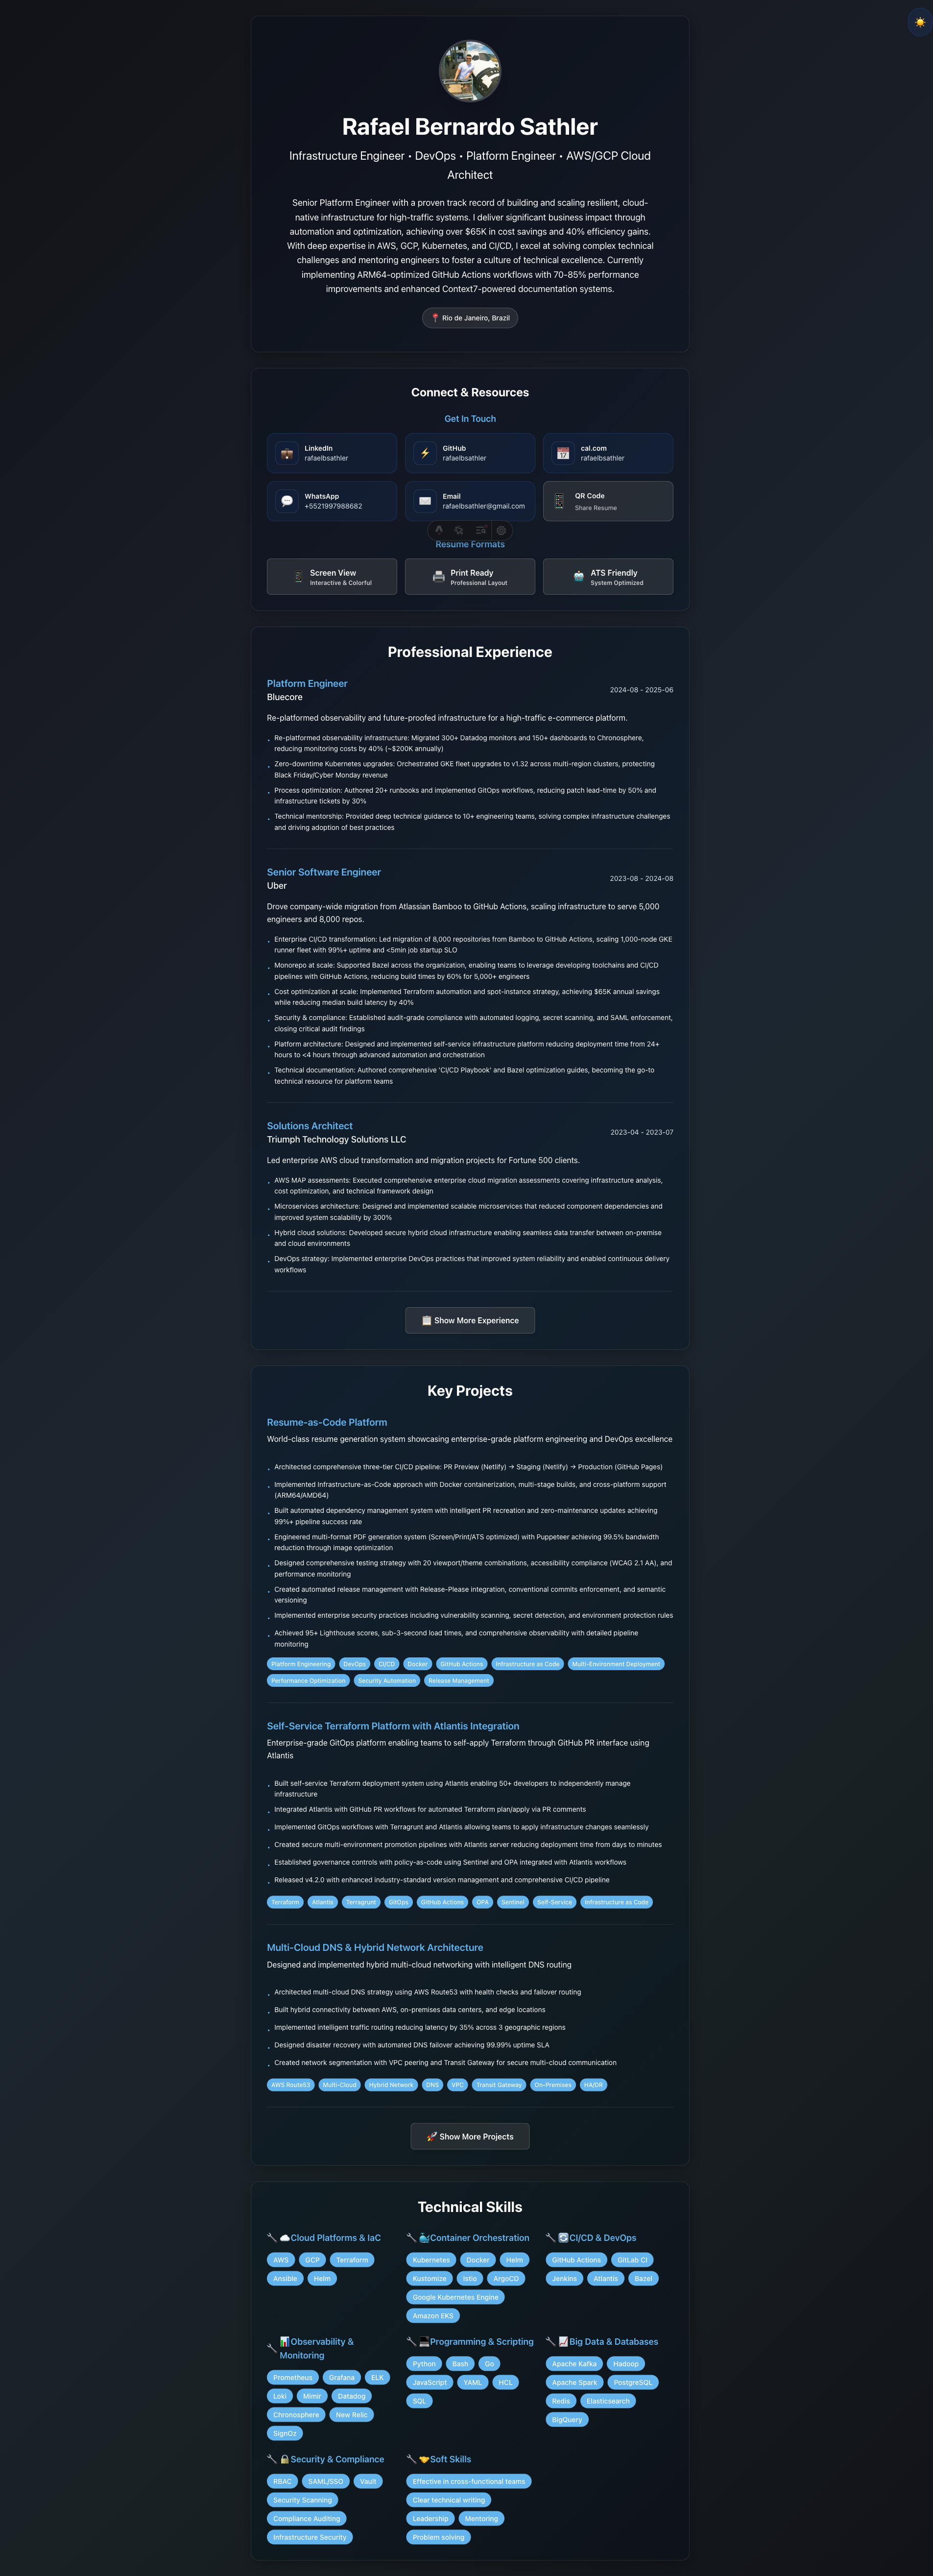 Rafael Bernardo Sathler
Infrastructure Engineer • DevOps • Platform Engineer • AWS/GCP Cloud
Architect
Senior Platform Engineer with a proven track record of building and scaling resilient, cloud-
native infrastructure for high-traffic systems. I deliver significant business impact through
automation and optimization, achieving over $65K in cost savings and 40% efficiency gains.
With deep expertise in AWS, GCP, Kubernetes, and CI/CD, I excel at solving complex technical
challenges and mentoring engineers to foster a culture of technical excellence. Currently
implementing ARM64-optimized GitHub Actions workflows with 70-85% performance
improvements and enhanced Context7-powered documentation systems.
📍 Rio de Janeiro, Brazil
Connect & Resources
Get In Touch
LinkedIn
rafaelbsathler
GitHub
rafaelbsathler
cal.com
rafaelbsathler
WhatsApp
+5521997988682
Email
rafaelbsathler@gmail.com
QR Code
Share Resume
Resume Formats
Screen View
Interactive & Colorful
Print Ready
Professional Layout
ATS Friendly
System Optimized
Professional Experience
Platform Engineer
2024-08 - 2025-06
Bluecore
Re-platformed observability and future-proofed infrastructure for a high-traffic e-commerce platform.
Re-platformed observability infrastructure: Migrated 300+ Datadog monitors and 150+ dashboards to Chronosphere,
reducing monitoring costs by 40% (~$200K annually)
Zero-downtime Kubernetes upgrades: Orchestrated GKE fleet upgrades to v1.32 across multi-region clusters, protecting
Black Friday/Cyber Monday revenue
Process optimization: Authored 20+ runbooks and implemented GitOps workflows, reducing patch lead-time by 50% and
infrastructure tickets by 30%
Technical mentorship: Provided deep technical guidance to 10+ engineering teams, solving complex infrastructure challenges
and driving adoption of best practices
Senior Software Engineer
2023-08 - 2024-08
Uber
Drove company-wide migration from Atlassian Bamboo to GitHub Actions, scaling infrastructure to serve 5,000
engineers and 8,000 repos.
Enterprise CI/CD transformation: Led migration of 8,000 repositories from Bamboo to GitHub Actions, scaling 1,000-node GKE
runner fleet with 99%+ uptime and <5min job startup SLO
Monorepo at scale: Supported Bazel across the organization, enabling teams to leverage developing toolchains and CI/CD
pipelines with GitHub Actions, reducing build times by 60% for 5,000+ engineers
Cost optimization at scale: Implemented Terraform automation and spot-instance strategy, achieving $65K annual savings
while reducing median build latency by 40%
Security & compliance: Established audit-grade compliance with automated logging, secret scanning, and SAML enforcement,
closing critical audit findings
Platform architecture: Designed and implemented self-service infrastructure platform reducing deployment time from 24+
hours to <4 hours through advanced automation and orchestration
Technical documentation: Authored comprehensive 'CI/CD Playbook' and Bazel optimization guides, becoming the go-to
technical resource for platform teams
Solutions Architect
2023-04 - 2023-07
Triumph Technology Solutions LLC
Led enterprise AWS cloud transformation and migration projects for Fortune 500 clients.
AWS MAP assessments: Executed comprehensive enterprise cloud migration assessments covering infrastructure analysis,
cost optimization, and technical framework design
Microservices architecture: Designed and implemented scalable microservices that reduced component dependencies and
improved system scalability by 300%
Hybrid cloud solutions: Developed secure hybrid cloud infrastructure enabling seamless data transfer between on-premise
and cloud environments
DevOps strategy: Implemented enterprise DevOps practices that improved system reliability and enabled continuous delivery
workflows
📋 Show More Experience
Key Projects
Resume-as-Code Platform
World-class resume generation system showcasing enterprise-grade platform engineering and DevOps excellence
Architected comprehensive three-tier CI/CD pipeline: PR Preview (Netlify) → Staging (Netlify) → Production (GitHub Pages)
Implemented Infrastructure-as-Code approach with Docker containerization, multi-stage builds, and cross-platform support
(ARM64/AMD64)
Built automated dependency management system with intelligent PR recreation and zero-maintenance updates achieving
99%+ pipeline success rate
Engineered multi-format PDF generation system (Screen/Print/ATS optimized) with Puppeteer achieving 99.5% bandwidth
reduction through image optimization
Designed comprehensive testing strategy with 20 viewport/theme combinations, accessibility compliance (WCAG 2.1 AA), and
performance monitoring
Created automated release management with Release-Please integration, conventional commits enforcement, and semantic
versioning
Implemented enterprise security practices including vulnerability scanning, secret detection, and environment protection rules
Achieved 95+ Lighthouse scores, sub-3-second load times, and comprehensive observability with detailed pipeline
monitoring
Platform Engineering DevOps CI/CD Docker GitHub Actions Infrastructure as Code Multi-Environment Deployment
Performance Optimization Security Automation Release Management
Self-Service Terraform Platform with Atlantis Integration
Enterprise-grade GitOps platform enabling teams to self-apply Terraform through GitHub PR interface using
Atlantis
Built self-service Terraform deployment system using Atlantis enabling 50+ developers to independently manage
infrastructure
Integrated Atlantis with GitHub PR workflows for automated Terraform plan/apply via PR comments
Implemented GitOps workflows with Terragrunt and Atlantis allowing teams to apply infrastructure changes seamlessly
Created secure multi-environment promotion pipelines with Atlantis server reducing deployment time from days to minutes
Established governance controls with policy-as-code using Sentinel and OPA integrated with Atlantis workflows
Released v4.2.0 with enhanced industry-standard version management and comprehensive CI/CD pipeline
Terraform Atlantis Terragrunt GitOps GitHub Actions OPA Sentinel Self-Service Infrastructure as Code
Multi-Cloud DNS & Hybrid Network Architecture
Designed and implemented hybrid multi-cloud networking with intelligent DNS routing
Architected multi-cloud DNS strategy using AWS Route53 with health checks and failover routing
Built hybrid connectivity between AWS, on-premises data centers, and edge locations
Implemented intelligent traffic routing reducing latency by 35% across 3 geographic regions
Designed disaster recovery with automated DNS failover achieving 99.99% uptime SLA
Created network segmentation with VPC peering and Transit Gateway for secure multi-cloud communication
AWS Route53 Multi-Cloud Hybrid Network DNS VPC Transit Gateway On-Premises HA/DR
🚀 Show More Projects
Technical Skills
🔧 ☁️Cloud Platforms & IaC
AWS GCP Terraform
Ansible Helm
🔧 🐳Container Orchestration
Kubernetes Docker Helm
Kustomize Istio ArgoCD
Google Kubernetes Engine
Amazon EKS
🔧 🔄CI/CD & DevOps
GitHub Actions GitLab CI
Jenkins Atlantis Bazel
🔧 📊Observability &
Monitoring
Prometheus Grafana ELK
Loki Mimir Datadog
Chronosphere New Relic
SignOz
🔧 💻Programming & Scripting
Python Bash Go
JavaScript YAML HCL
SQL
🔧 📈Big Data & Databases
Apache Kafka Hadoop
Apache Spark PostgreSQL
Redis Elasticsearch
BigQuery
🔧 🔒Security & Compliance
RBAC SAML/SSO Vault
Security Scanning
Compliance Auditing
Infrastructure Security
🔧 🤝Soft Skills
Effective in cross-functional teams
Clear technical writing
Leadership Mentoring
Problem solving